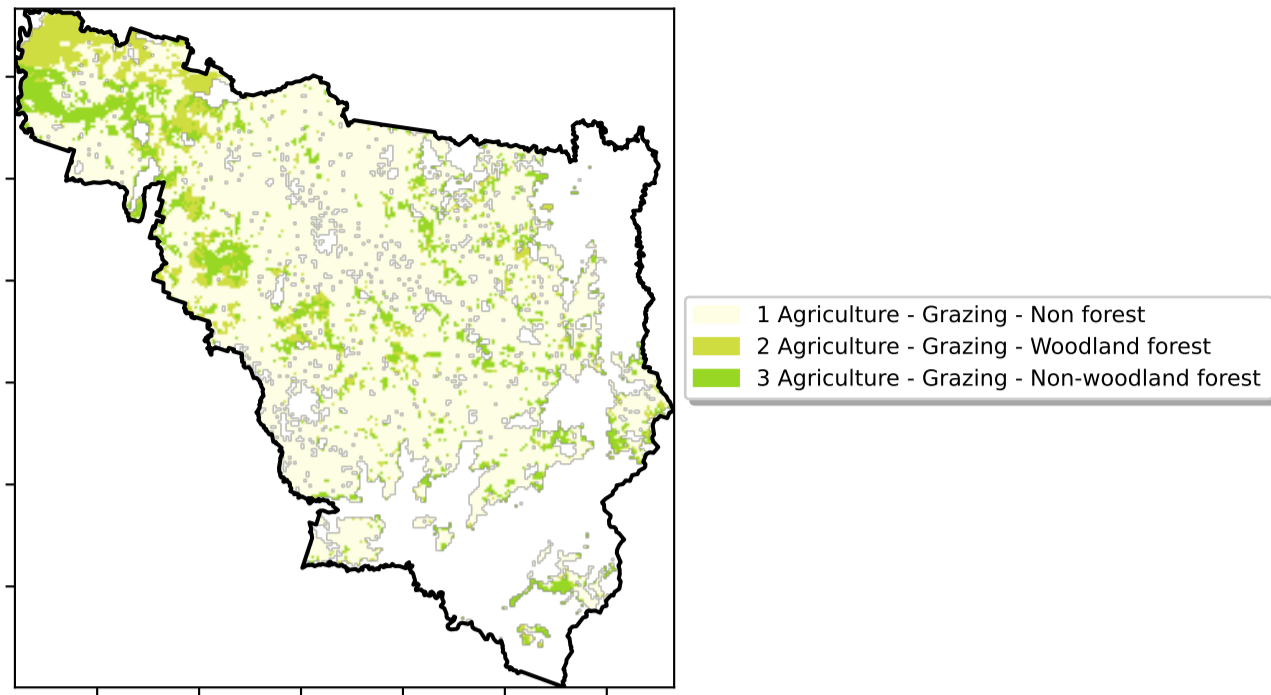 1 Agriculture - Grazing - Non forest
2 Agriculture - Grazing - Woodland forest
3 Agriculture - Grazing - Non-woodland forest